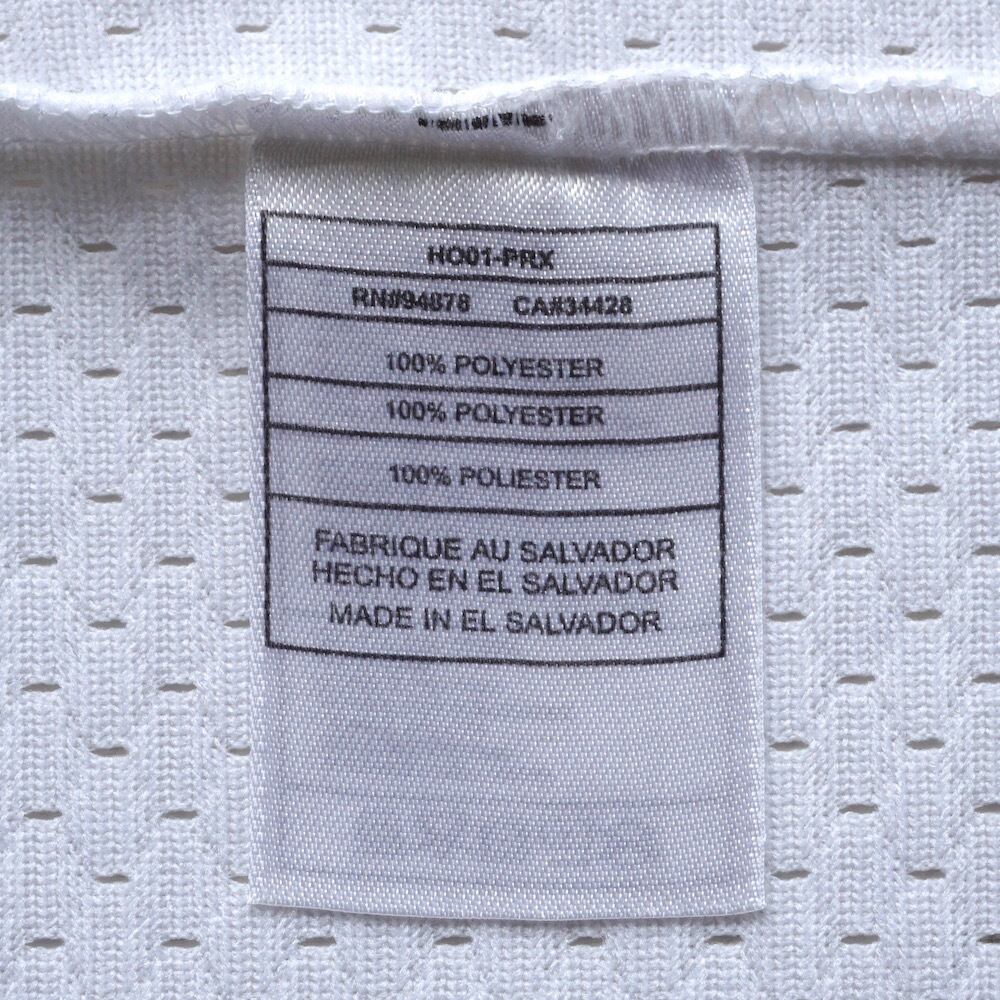 HO01-PRX
RN#94878 CA#34428
100% POLYESTER
100% POLYESTER
100% POLIESTER
FABRIQUE AU SALVADOR
HECHO EN EL SALVADOR
MADE IN EL SALVADOR